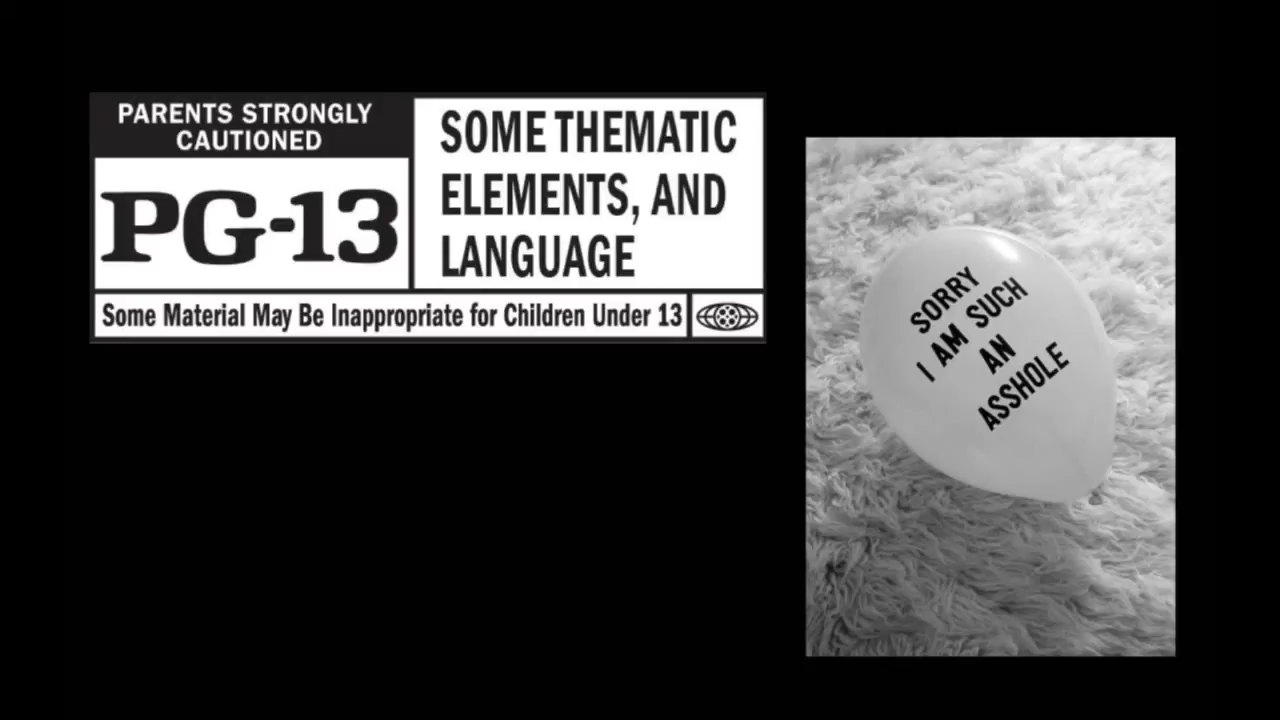 PARENTS STRONGLY
CAUTIONED
PG-13
SOME THEMATIC
ELEMENTS, AND
LANGUAGE
Some Material May Be Inappropriate for Children Under 13
SORRY
I AM SUCH
AN
ASSHOLE